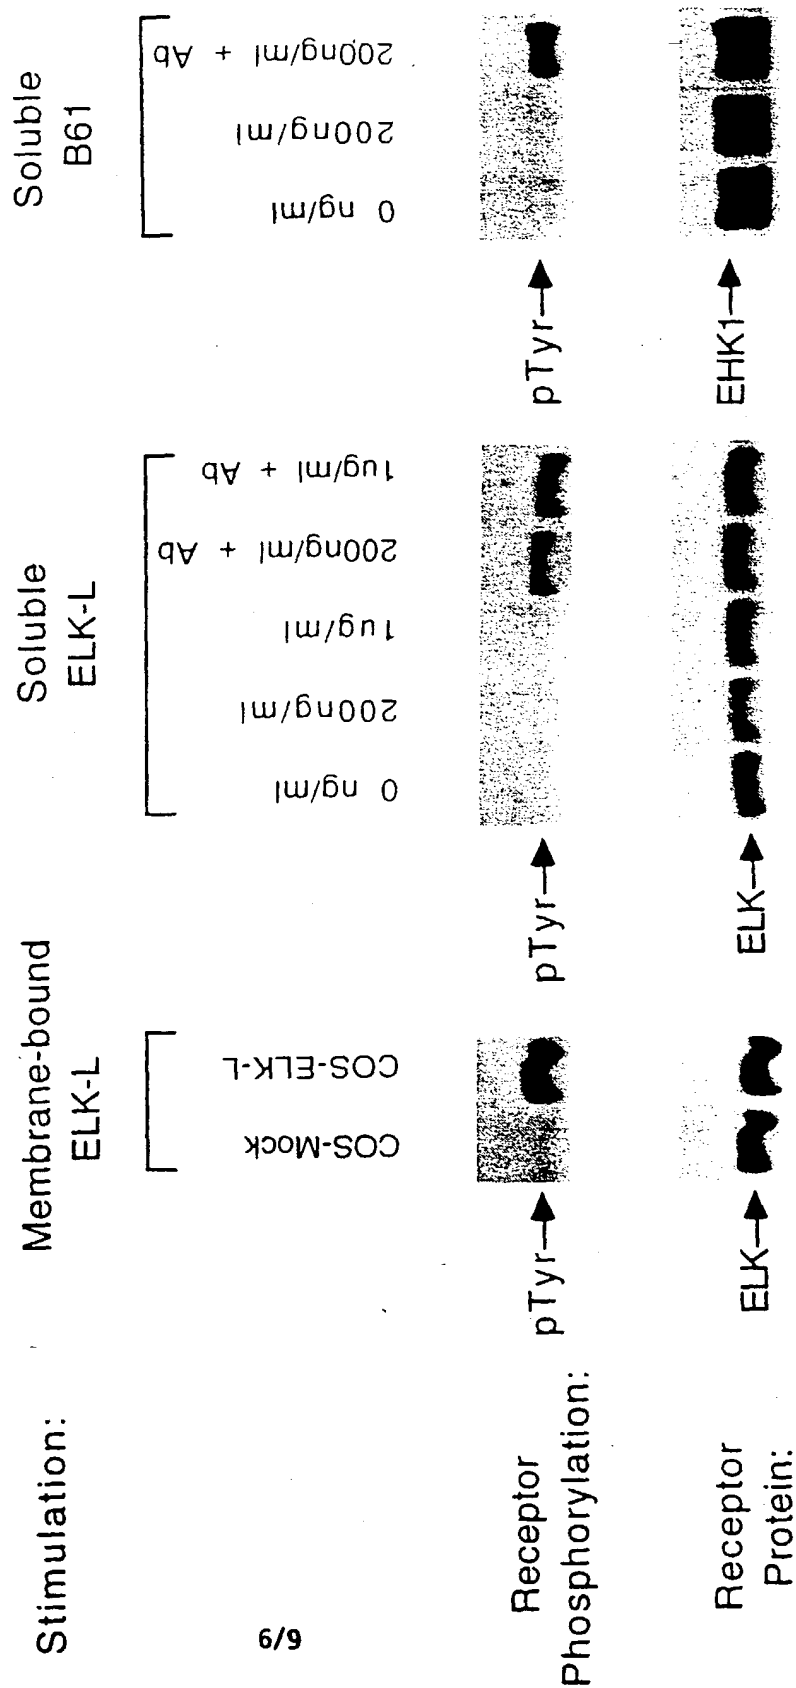 Stimulation:
Membrane-bound
ELK-L
Soluble
ELK-L
Soluble
B61
COS-Mock
COS-ELK-L
0 ng/ml
200ng/ml
1ug/ml
200ng/ml + Ab
1ug/ml + Ab
0 ng/ml
200ng/ml
200ng/ml + Ab
Receptor
Phosphorylation:
pTyr
pTyr
pTyr
Receptor
Protein:
ELK
ELK
EHK1
6/9